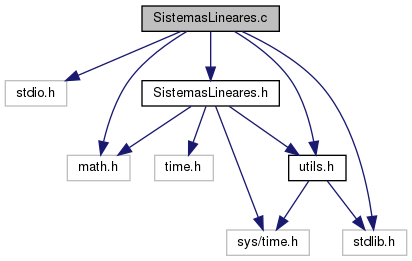 SistemasLineares.c
stdio.h
SistemasLineares.h
math.h
time.h
utils.h
sys/time.h
stdlib.h